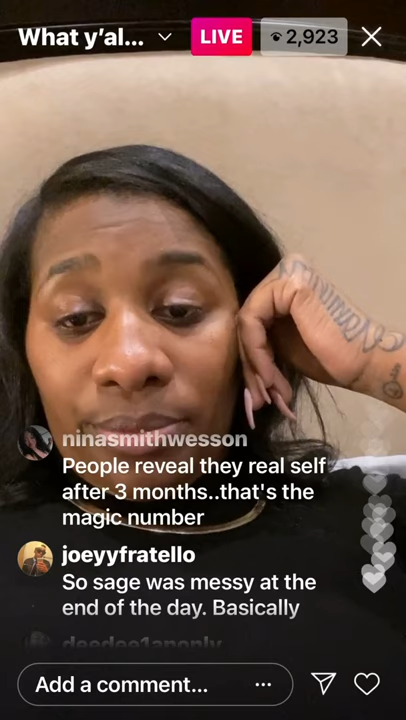 What y'al...
LIVE
2,923
ninasmithwesson
People reveal they real self
after 3 months..that's the
magic number
joeyyfratello
So sage was messy at the
end of the day. Basically
Add a comment...